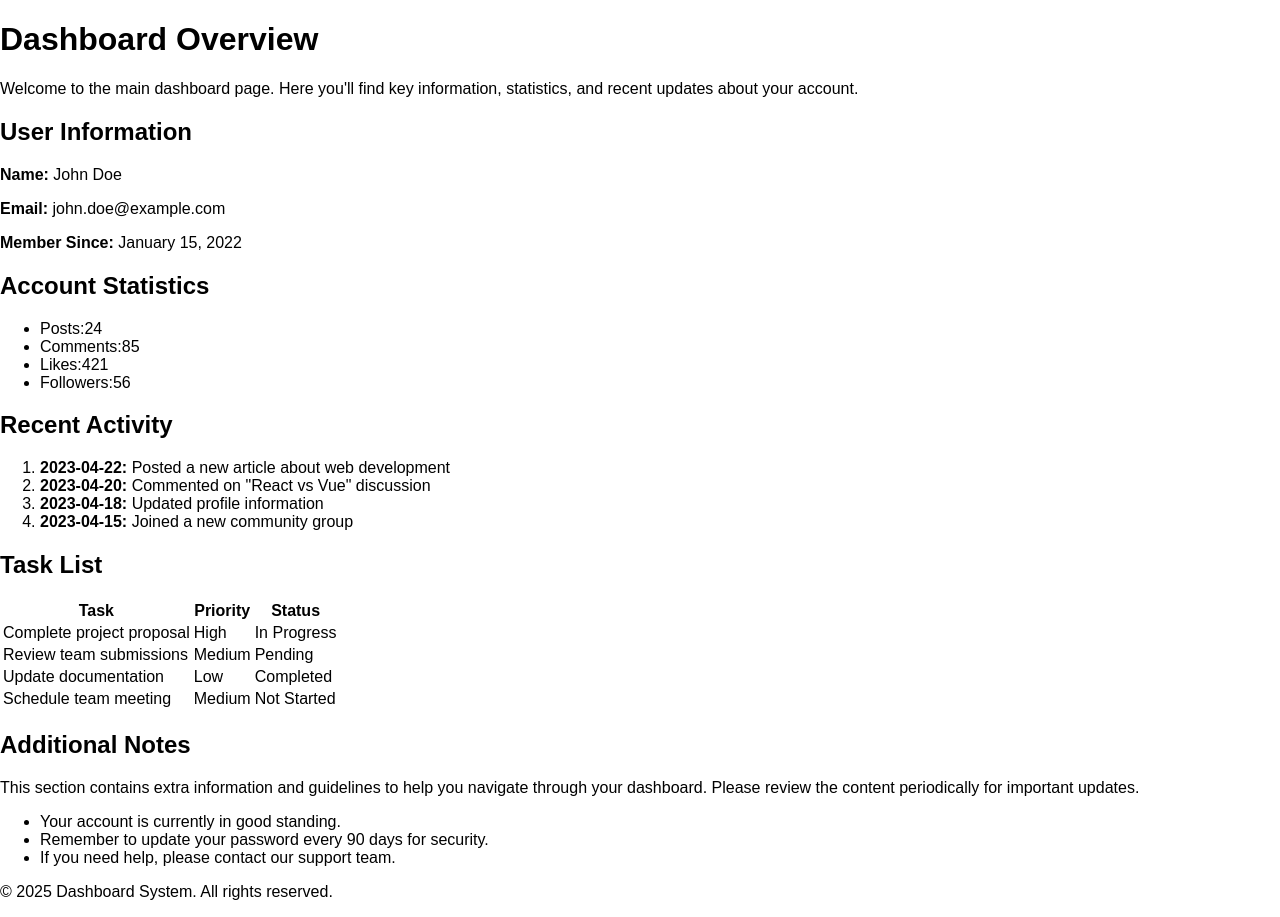 Dashboard Overview
Welcome to the main dashboard page. Here you'll find key information, statistics, and recent updates about your account.
User Information
Name: John Doe
Email: john.doe@example.com
Member Since: January 15, 2022
Account Statistics
• Posts:24
• Comments:85
• Likes:421
• Followers:56
Recent Activity
1. 2023-04-22: Posted a new article about web development
2. 2023-04-20: Commented on "React vs Vue" discussion
3. 2023-04-18: Updated profile information
4. 2023-04-15: Joined a new community group
Task List
Task Priority Status
Complete project proposal High In Progress
Review team submissions Medium Pending
Update documentation Low Completed
Schedule team meeting Medium Not Started
Additional Notes
This section contains extra information and guidelines to help you navigate through your dashboard. Please review the content periodically for important updates.
• Your account is currently in good standing.
• Remember to update your password every 90 days for security.
• If you need help, please contact our support team.
© 2025 Dashboard System. All rights reserved.